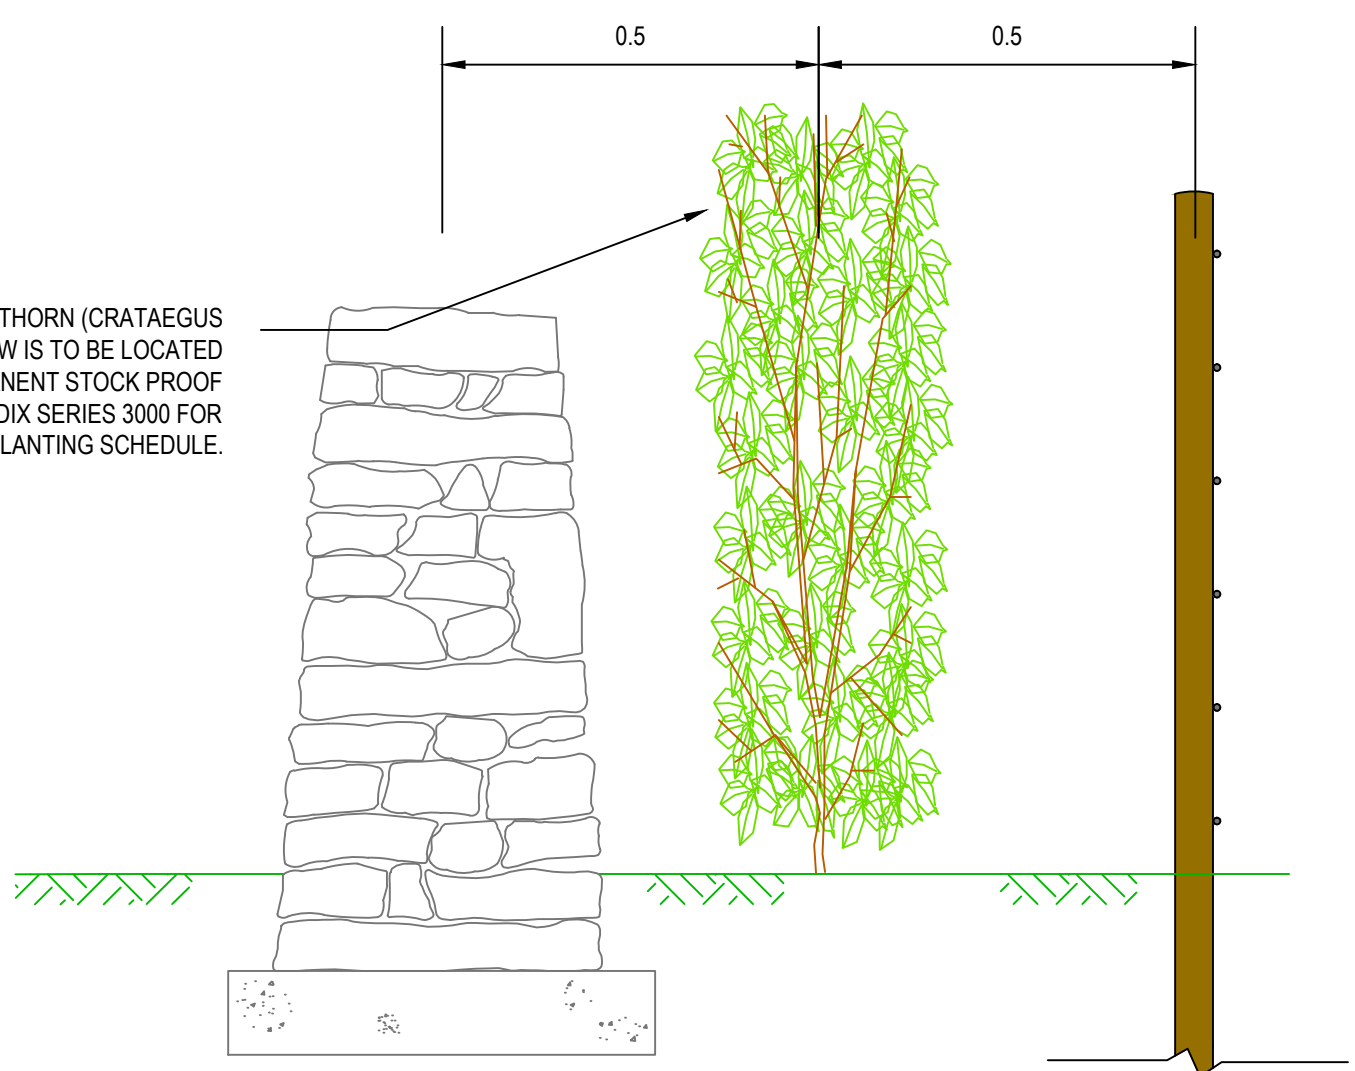 0.5
0.5
THORN (CRATAEGUS
W IS TO BE LOCATED
NENT STOCK PROOF
DIX SERIES 3000 FOR
LANTING SCHEDULE.